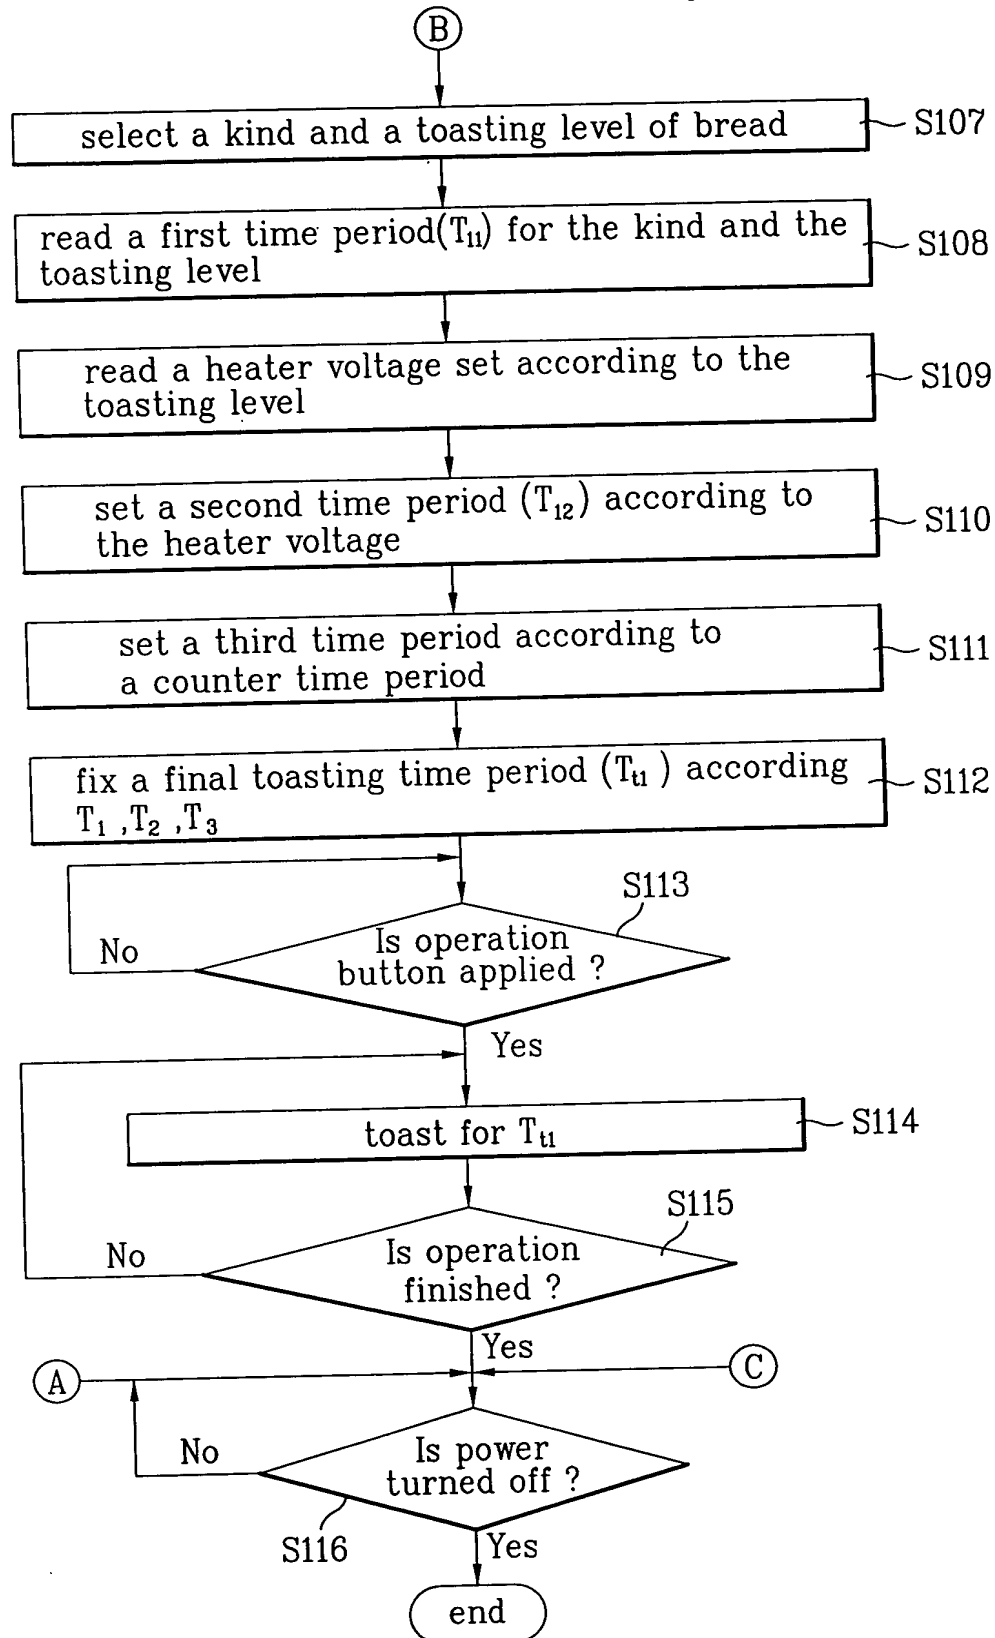 B
select a kind and a toasting level of bread
S107
read a first time period(T₁₁) for the kind and the
toasting level
S108
read a heater voltage set according to the
toasting level
S109
set a second time period (T₁₂) according to
the heater voltage
S110
set a third time period according to
a counter time period
S111
fix a final toasting time period (Tt1) according
T₁ ,T₂ ,T₃
S112
S113
Is operation
button applied ?
No
Yes
toast for Tt1
S114
S115
Is operation
finished ?
No
Yes
A
C
Is power
turned off ?
No
S116
Yes
end